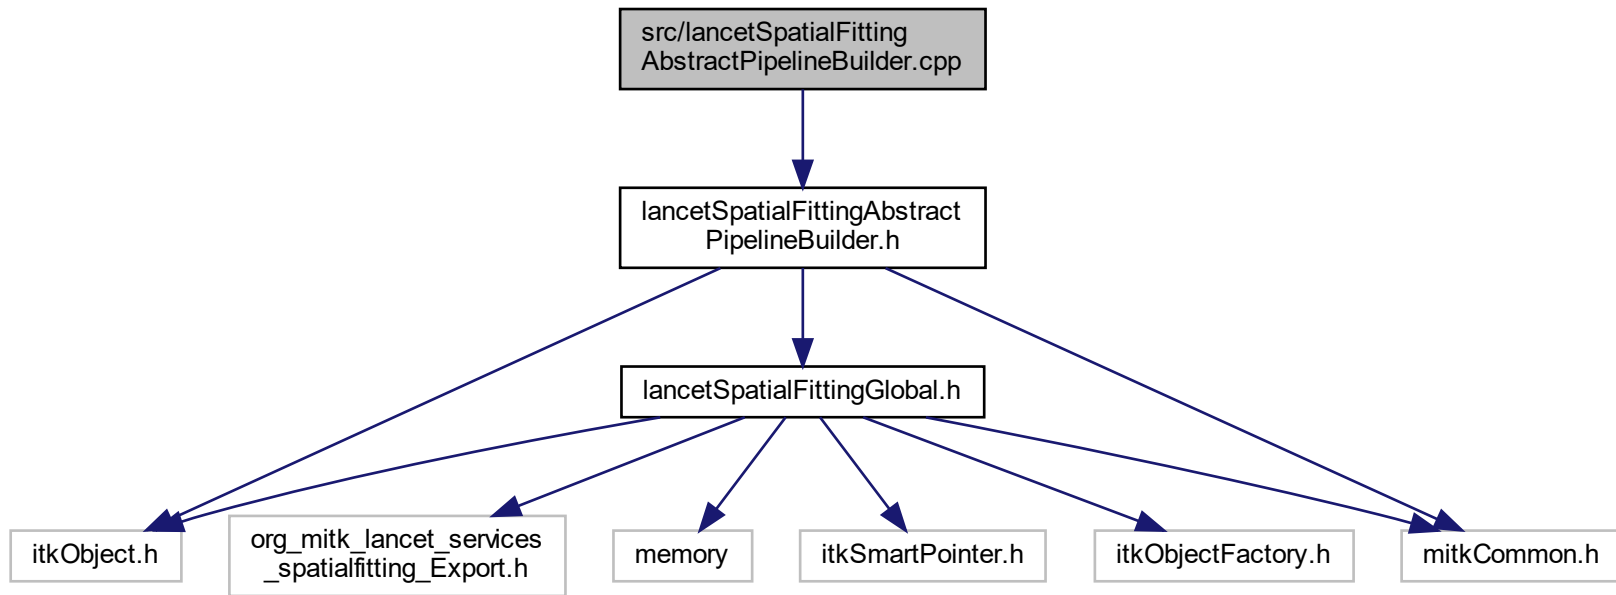 src/lancetSpatialFitting
AbstractPipelineBuilder.cpp
lancetSpatialFittingAbstract
PipelineBuilder.h
lancetSpatialFittingGlobal.h
itkObject.h
org_mitk_lancet_services
_spatialfitting_Export.h
memory
itkSmartPointer.h
itkObjectFactory.h
mitkCommon.h